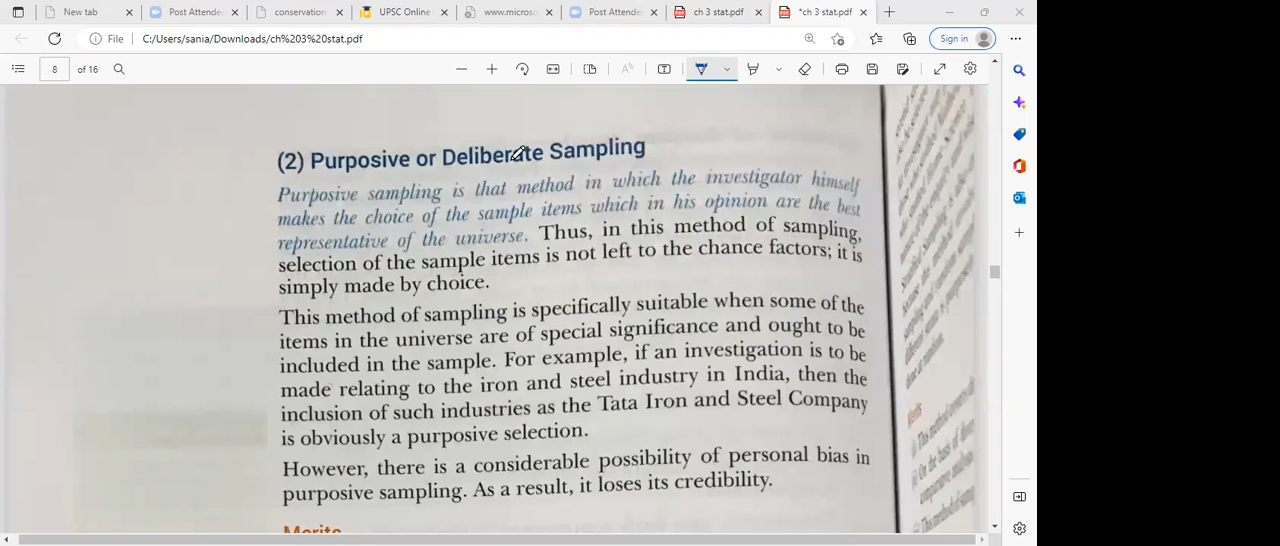 New tab
Post Attende
conservation
UPSC Online
www.micros
Post Attende
ch 3 stat.pdf
*ch 3 stat.pdf
File C:/Users/sania/Downloads/ch%203%20stat.pdf
Sign in
8 of 16
(2) Purposive or Deliberate Sampling
Purposive sampling is that method in which the investigator himself
makes the choice of the sample items which in his opinion are the best
representative of the universe. Thus, in this method of sampling,
selection of the sample items is not left to the chance factors; it is
simply made by choice.
This method of sampling is specifically suitable when some of the
items in the universe are of special significance and ought to be
included in the sample. For example, if an investigation is to be
made relating to the iron and steel industry in India, then the
inclusion of such industries as the Tata Iron and Steel Company
is obviously a purposive selection.
However, there is a considerable possibility of personal bias in
purposive sampling. As a result, it loses its credibility.
Merits
Merits